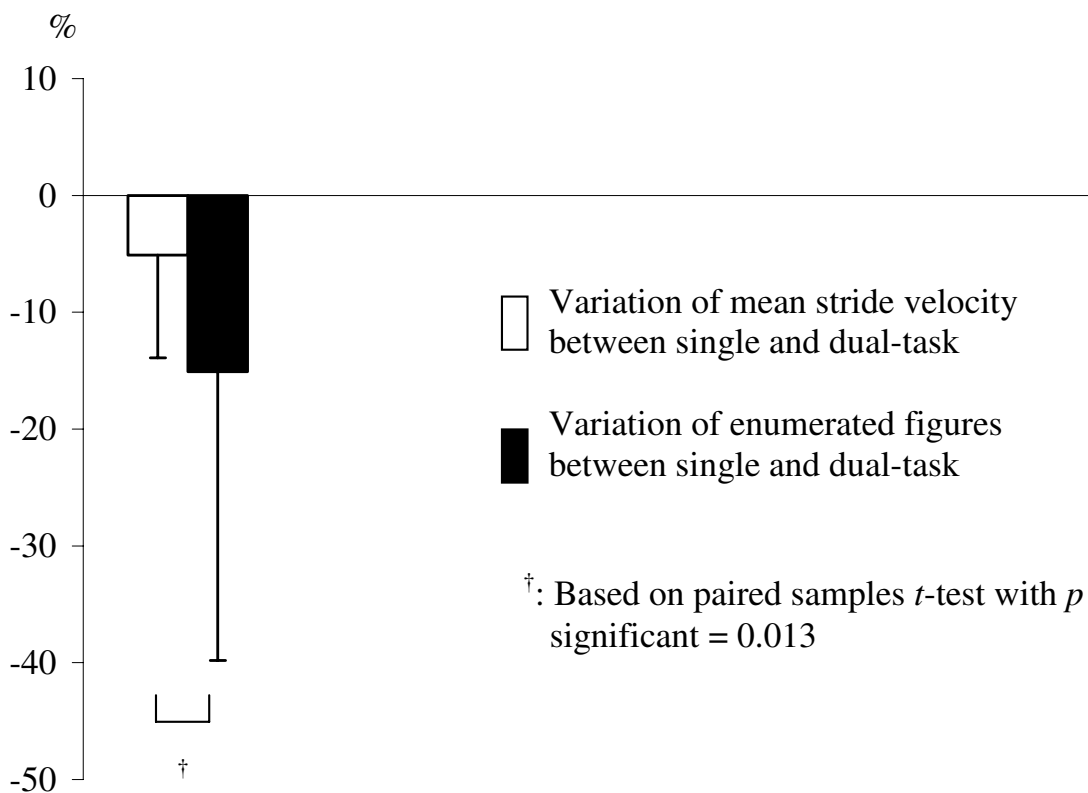 %
10
0
-10
-20
-30
-40
-50
Variation of mean stride velocity
between single and dual-task
Variation of enumerated figures
between single and dual-task
†: Based on paired samples t-test with p
significant = 0.013
†